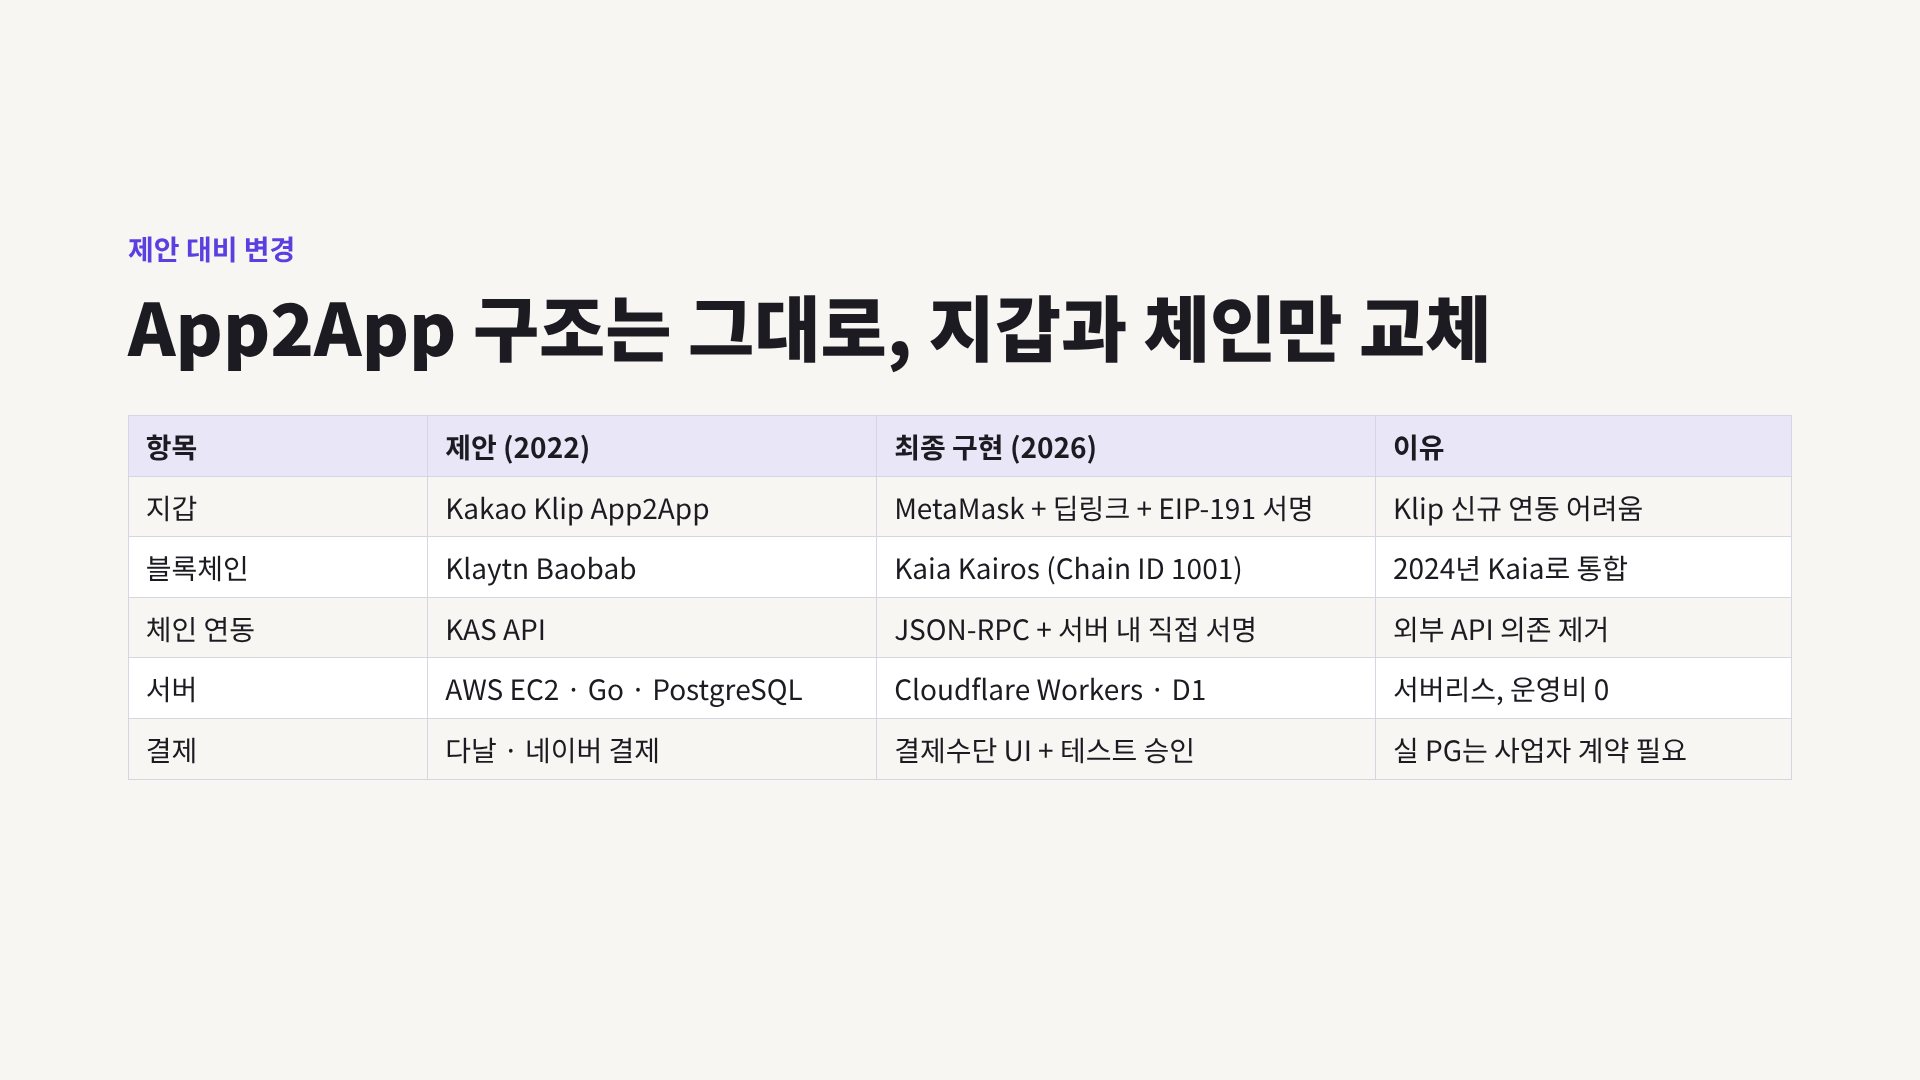 제안 대비 변경
App2App 구조는 그대로, 지갑과 체인만 교체
항목 제안 (2022) 최종 구현 (2026) 이유
지갑 Kakao Klip App2App MetaMask + 딥링크 + EIP-191 서명 Klip 신규 연동 어려움
블록체인 Klaytn Baobab Kaia Kairos (Chain ID 1001) 2024년 Kaia로 통합
체인 연동 KAS API JSON-RPC + 서버 내 직접 서명 외부 API 의존 제거
서버 AWS EC2 · Go · PostgreSQL Cloudflare Workers · D1 서버리스, 운영비 0
결제 다날 · 네이버 결제 결제수단 UI + 테스트 승인 실 PG는 사업자 계약 필요